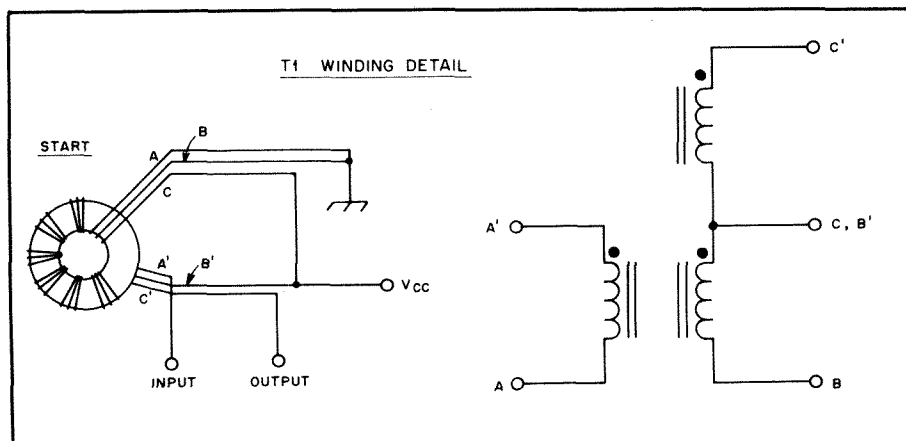 T1 WINDING DETAIL
START
A
B
C
A'
B'
C'
VCC
INPUT
OUTPUT
C'
A'
C, B'
A
B